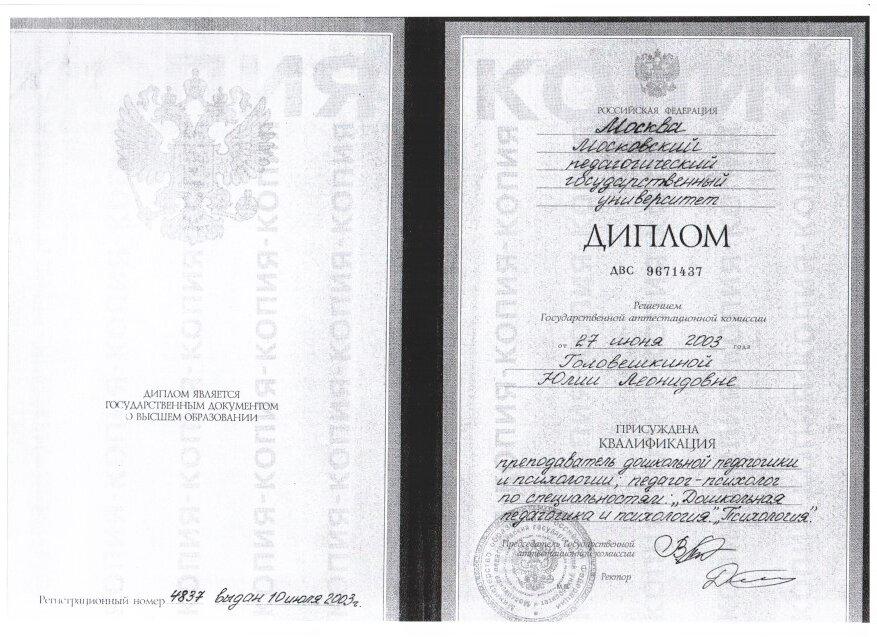 ДИПЛОМ ЯВЛЯЕТСЯ
ГОСУДАРСТВЕННЫМ ДОКУМЕНТОМ
О ВЫСШЕМ ОБРАЗОВАНИИ
Регистрационный номер 4837 выдан 10 июля 2003г.
РОССИЙСКАЯ ФЕДЕРАЦИЯ
Москва
Московский
педагогический
государственный
университет
ДИПЛОМ
ДВС 9671437
Решением
Государственной аттестационной комиссии
от 27 июня 2003 года
Головешкиной
Юлии Леонидовне
ПРИСУЖДЕНА
КВАЛИФИКАЦИЯ
преподаватель дошкольной педагогики
и психологии; педагог-психолог
по специальностям: „Дошкольная
педагогика и психология", „Психология".
Председатель Государственной
аттестационной комиссии
Ректор
КОПИЯ-КОПИЯ-КОПИЯ